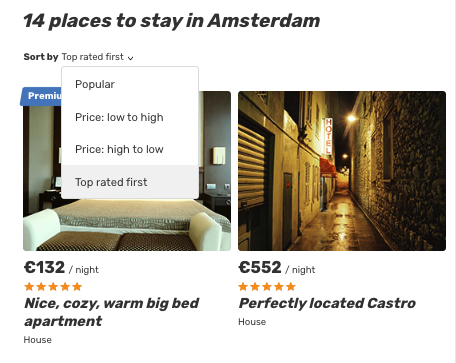 14 places to stay in Amsterdam
Sort by Top rated first
Popular
Price: low to high
Price: high to low
Top rated first
HOTEL
€132 / night
Nice, cozy, warm big bed
apartment
House
€552 / night
Perfectly located Castro
House